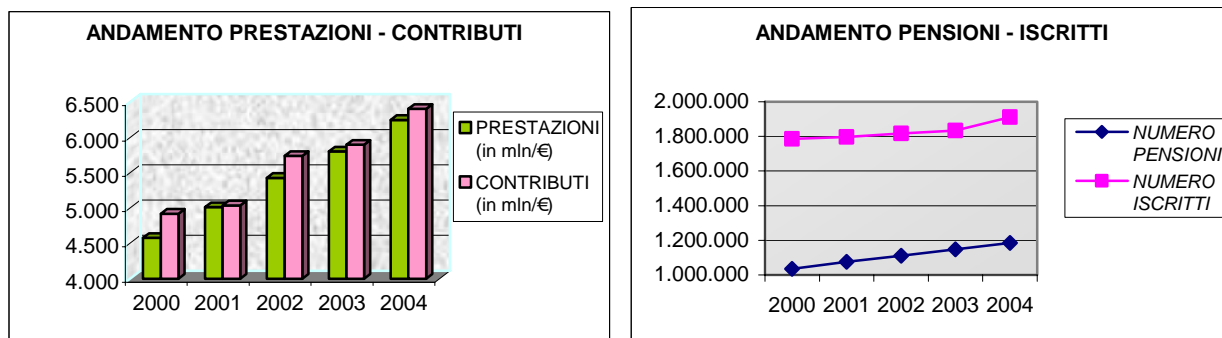 ANDAMENTO PRESTAZIONI - CONTRIBUTI
6.500
6.000
5.500
5.000
4.500
4.000
2000 2001 2002 2003 2004
PRESTAZIONI
(in mln/€)
CONTRIBUTI
(in mln/€)
ANDAMENTO PENSIONI - ISCRITTI
2.000.000
1.800.000
1.600.000
1.400.000
1.200.000
1.000.000
2000 2001 2002 2003 2004
NUMERO
PENSIONI
NUMERO
ISCRITTI